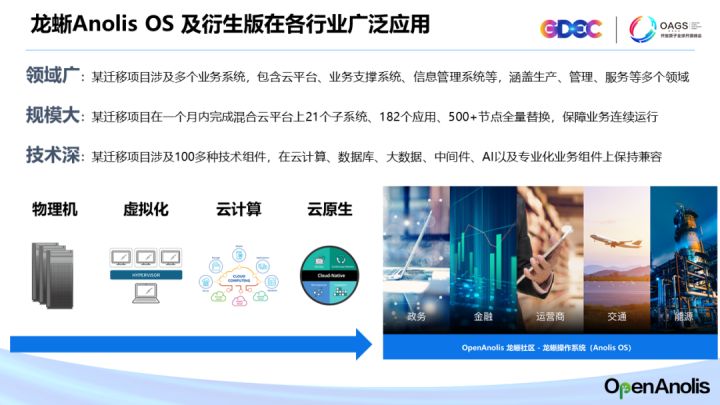 龙蜥Anolis OS 及衍生版在各行业广泛应用
GDEC
OAGS
开放原子全球开源峰会
领域广：某迁移项目涉及多个业务系统，包含云平台、业务支撑系统、信息管理系统等，涵盖生产、管理、服务等多个领域
规模大：某迁移项目在一个月内完成混合云平台上21个子系统、182个应用、500+节点全量替换，保障业务连续运行
技术深：某迁移项目涉及100多种技术组件，在云计算、数据库、大数据、中间件、AI以及专业化业务组件上保持兼容
物理机 虚拟化 云计算 云原生
HYPERVISOR
CLOUD
COMPUTING
Cloud-Native
政务 金融 运营商 交通 能源
OpenAnolis 龙蜥社区 - 龙蜥操作系统（Anolis OS）
OpenAnolis